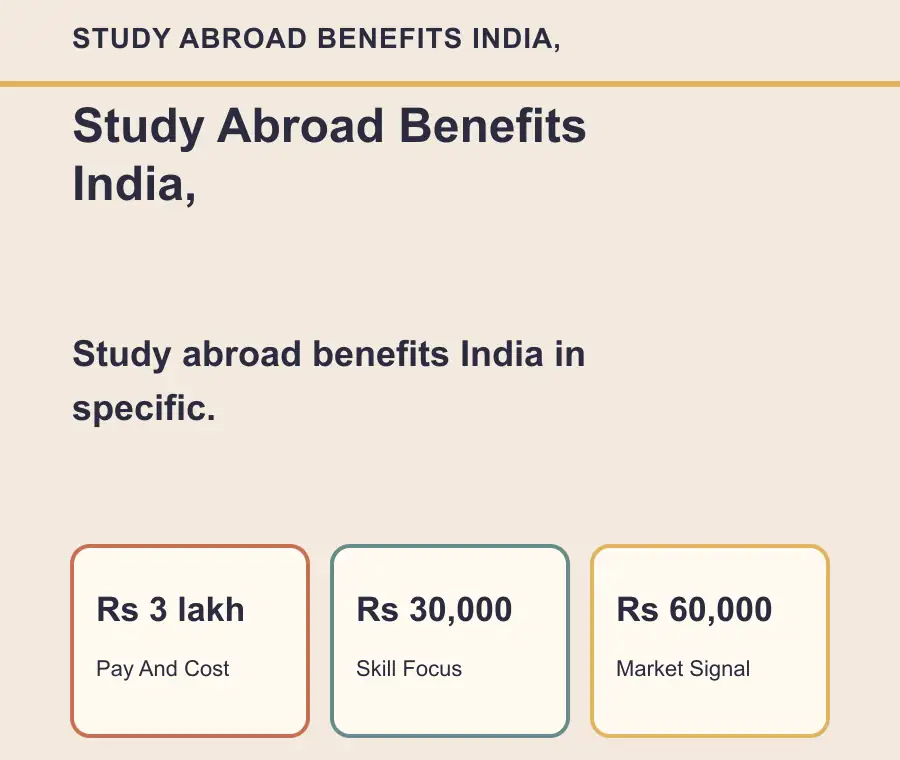 STUDY ABROAD BENEFITS INDIA,
Study Abroad Benefits
India,
Study abroad benefits India in
specific.
Rs 3 lakh
Pay And Cost
Rs 30,000
Skill Focus
Rs 60,000
Market Signal